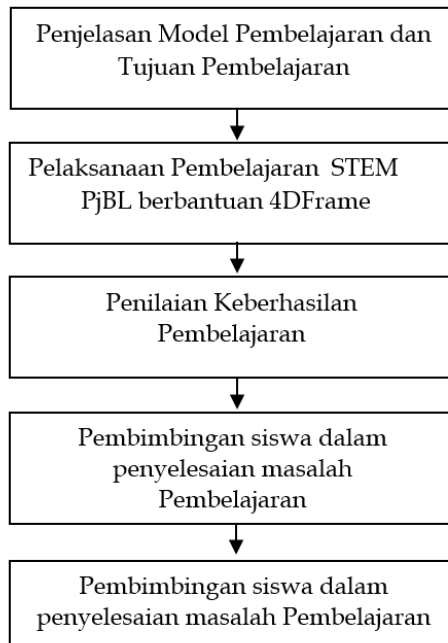 Penjelasan Model Pembelajaran dan
Tujuan Pembelajaran
Pelaksanaan Pembelajaran STEM
PjBL berbantuan 4DFrame
Penilaian Keberhasilan
Pembelajaran
Pembimbingan siswa dalam
penyelesaian masalah
Pembelajaran
Pembimbingan siswa dalam
penyelesaian masalah Pembelajaran